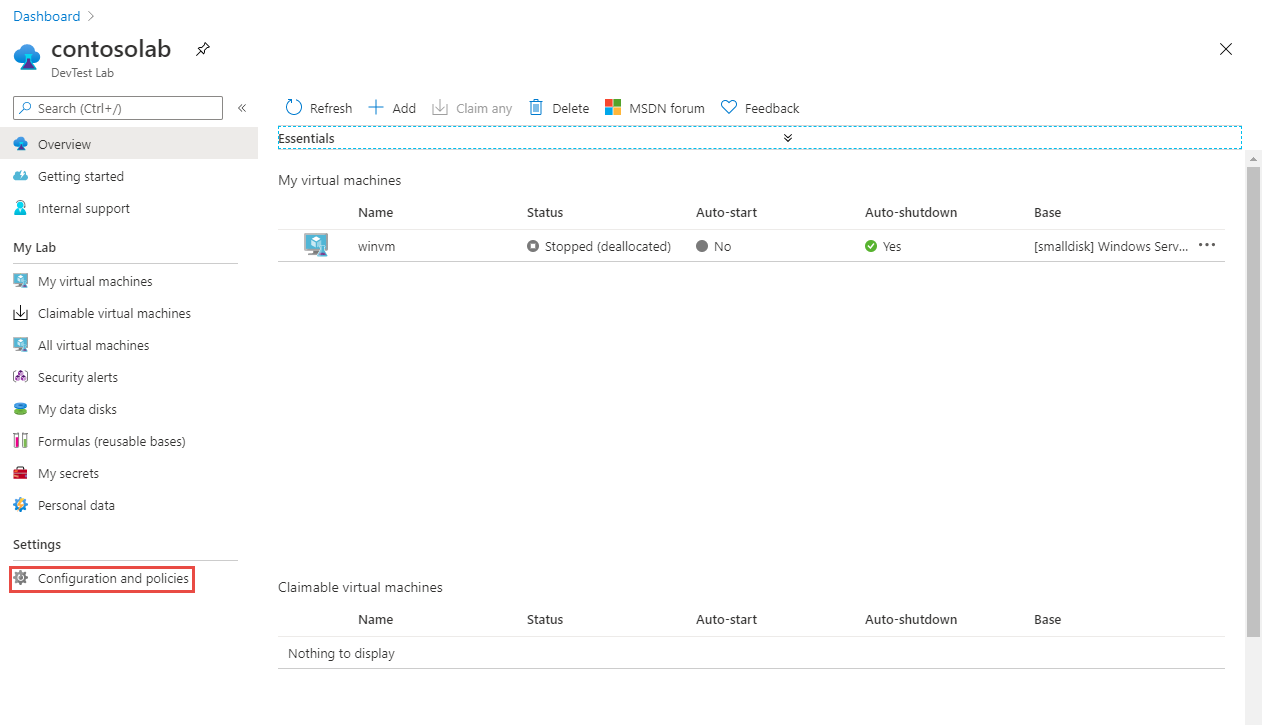 Dashboard
contosolab
DevTest Lab
Search (Ctrl+/)
Overview
Getting started
Internal support
My Lab
My virtual machines
Claimable virtual machines
All virtual machines
Security alerts
My data disks
Formulas (reusable bases)
My secrets
Personal data
Settings
Configuration and policies
Refresh Add Claim any Delete MSDN forum Feedback
Essentials
My virtual machines
Name Status Auto-start Auto-shutdown Base
winvm Stopped (deallocated) No Yes [smalldisk] Windows Serv...
Claimable virtual machines
Name Status Auto-start Auto-shutdown Base
Nothing to display